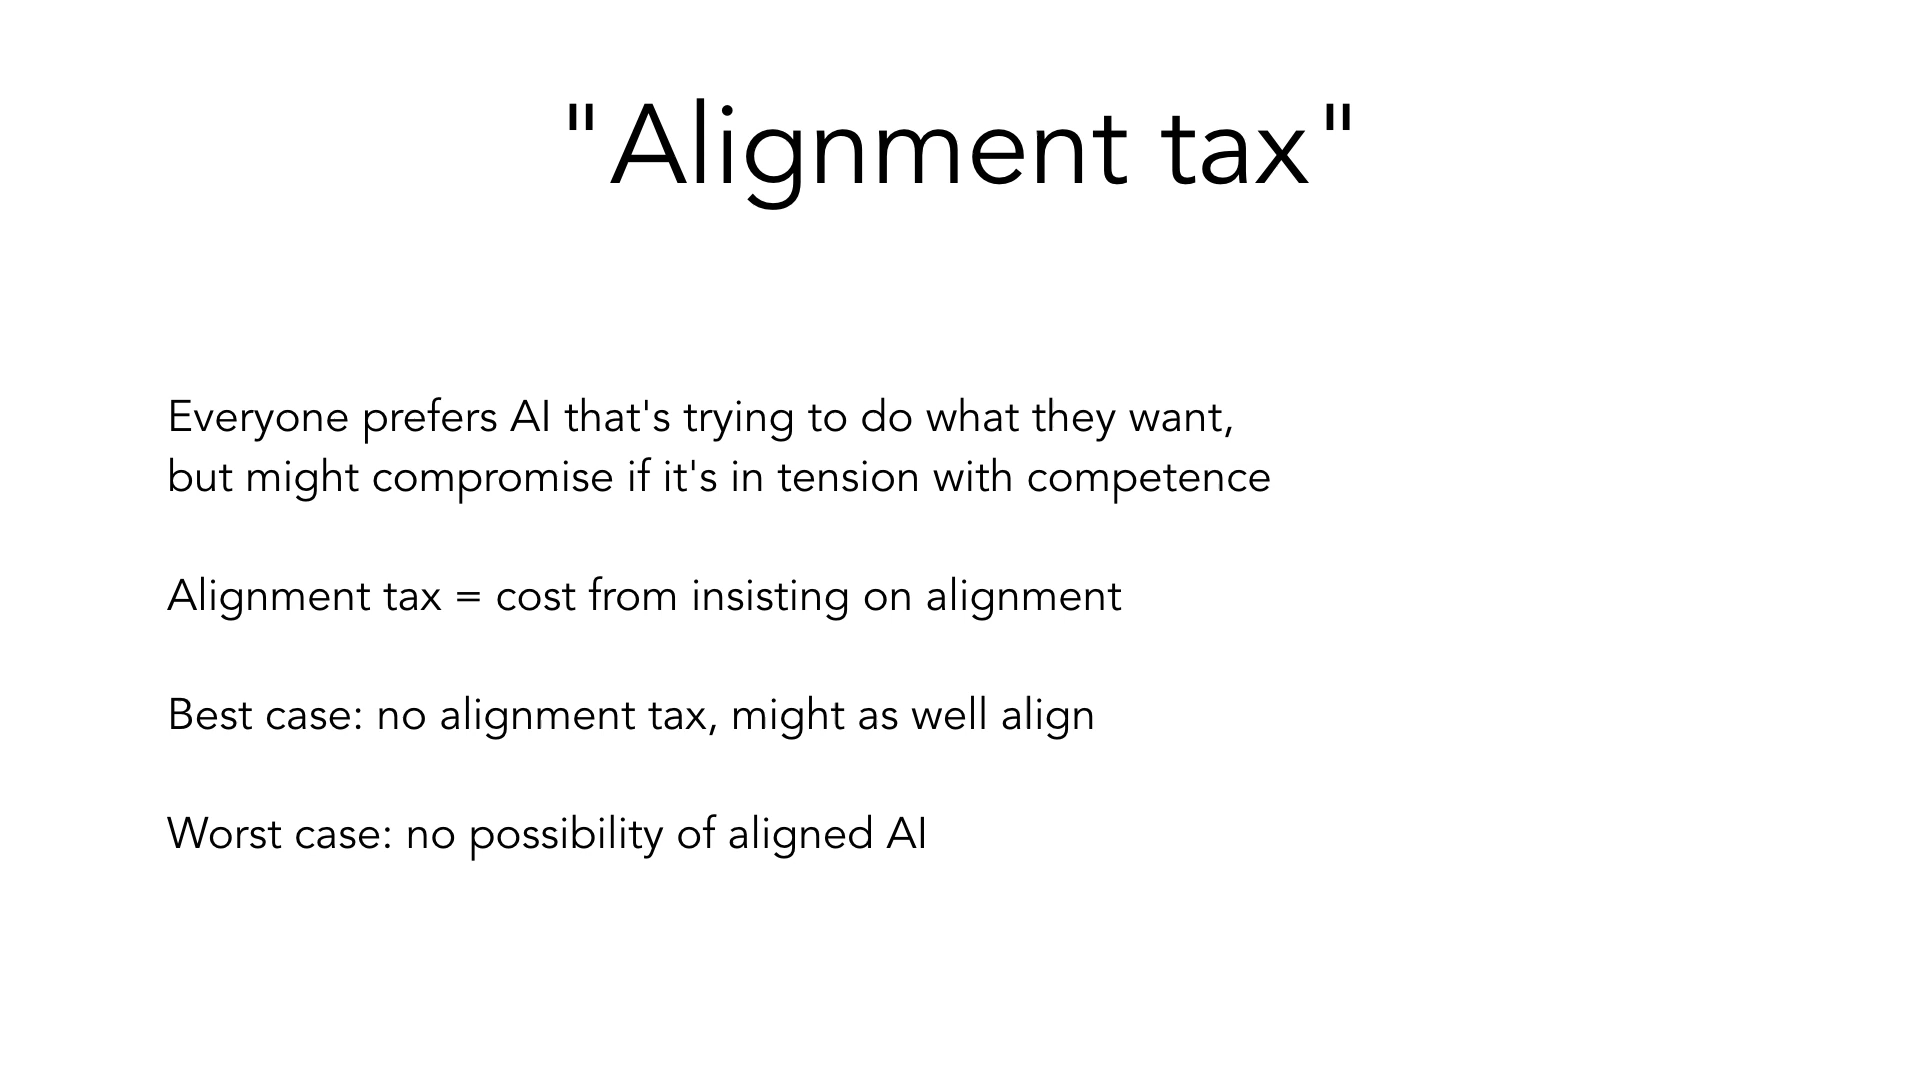 "Alignment tax"
Everyone prefers AI that's trying to do what they want,
but might compromise if it's in tension with competence
Alignment tax = cost from insisting on alignment
Best case: no alignment tax, might as well align
Worst case: no possibility of aligned AI